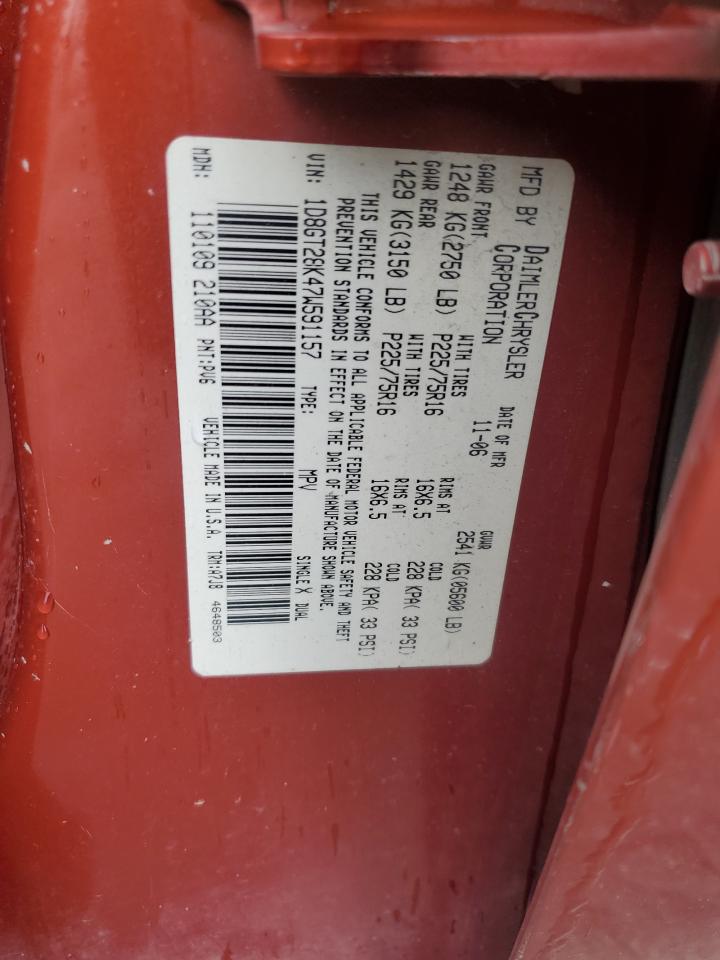 MFD BY DAIMLERCHRYSLER CORPORATION
DATE OF MFR 11-06
GVWR 2541 KG(05600 LB)
GAWR FRONT WITH TIRES RIMS AT COLD
1248 KG(2750 LB) P225/75R16 16X6.5 228 KPA( 33 PSI)
GAWR REAR WITH TIRES RIMS AT COLD
1429 KG(3150 LB) P225/75R16 16X6.5 228 KPA( 33 PSI)
THIS VEHICLE CONFORMS TO ALL APPLICABLE FEDERAL MOTOR VEHICLE SAFETY AND THEFT
PREVENTION STANDARDS IN EFFECT ON THE DATE OF MANUFACTURE SHOWN ABOVE.
VIN: 1D8GT28K47W591157 TYPE: MPV SINGLE X DUAL
MDH: 110109 210AA PNT:PVG VEHICLE MADE IN U.S.A. TRM:A7J8 4648503